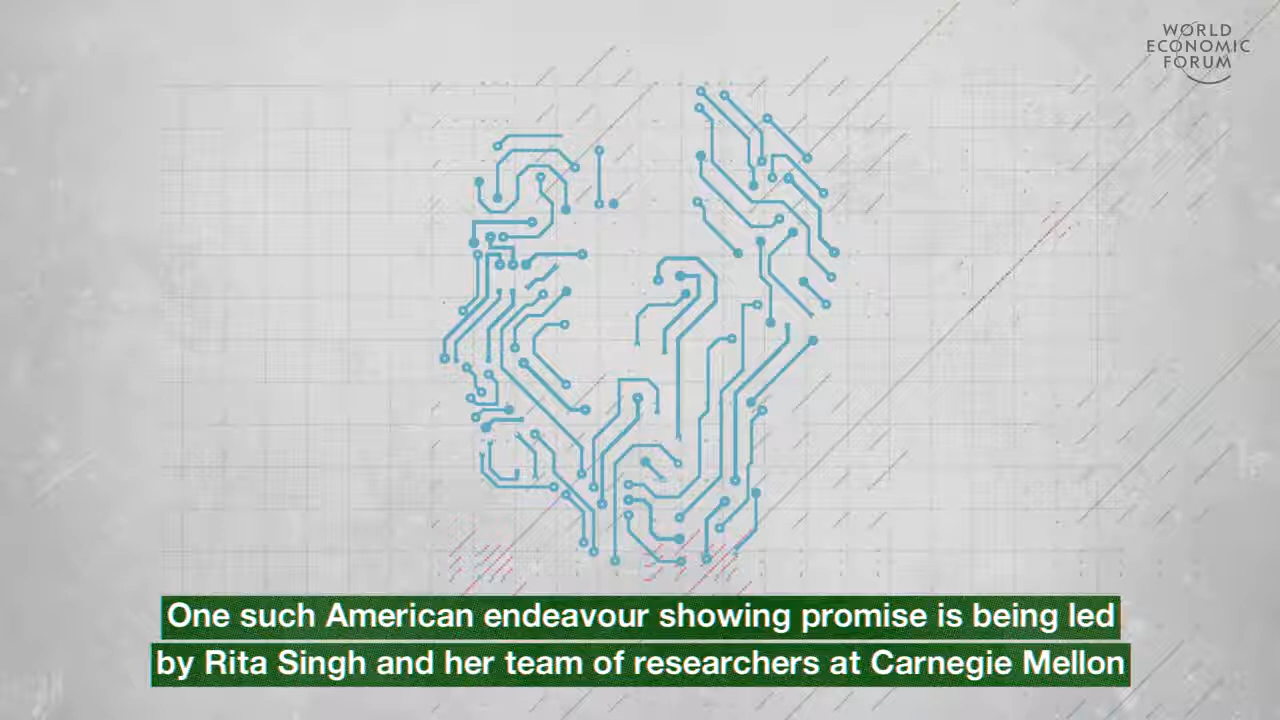 WORLD
ECONOMIC
FORUM
One such American endeavour showing promise is being led
by Rita Singh and her team of researchers at Carnegie Mellon